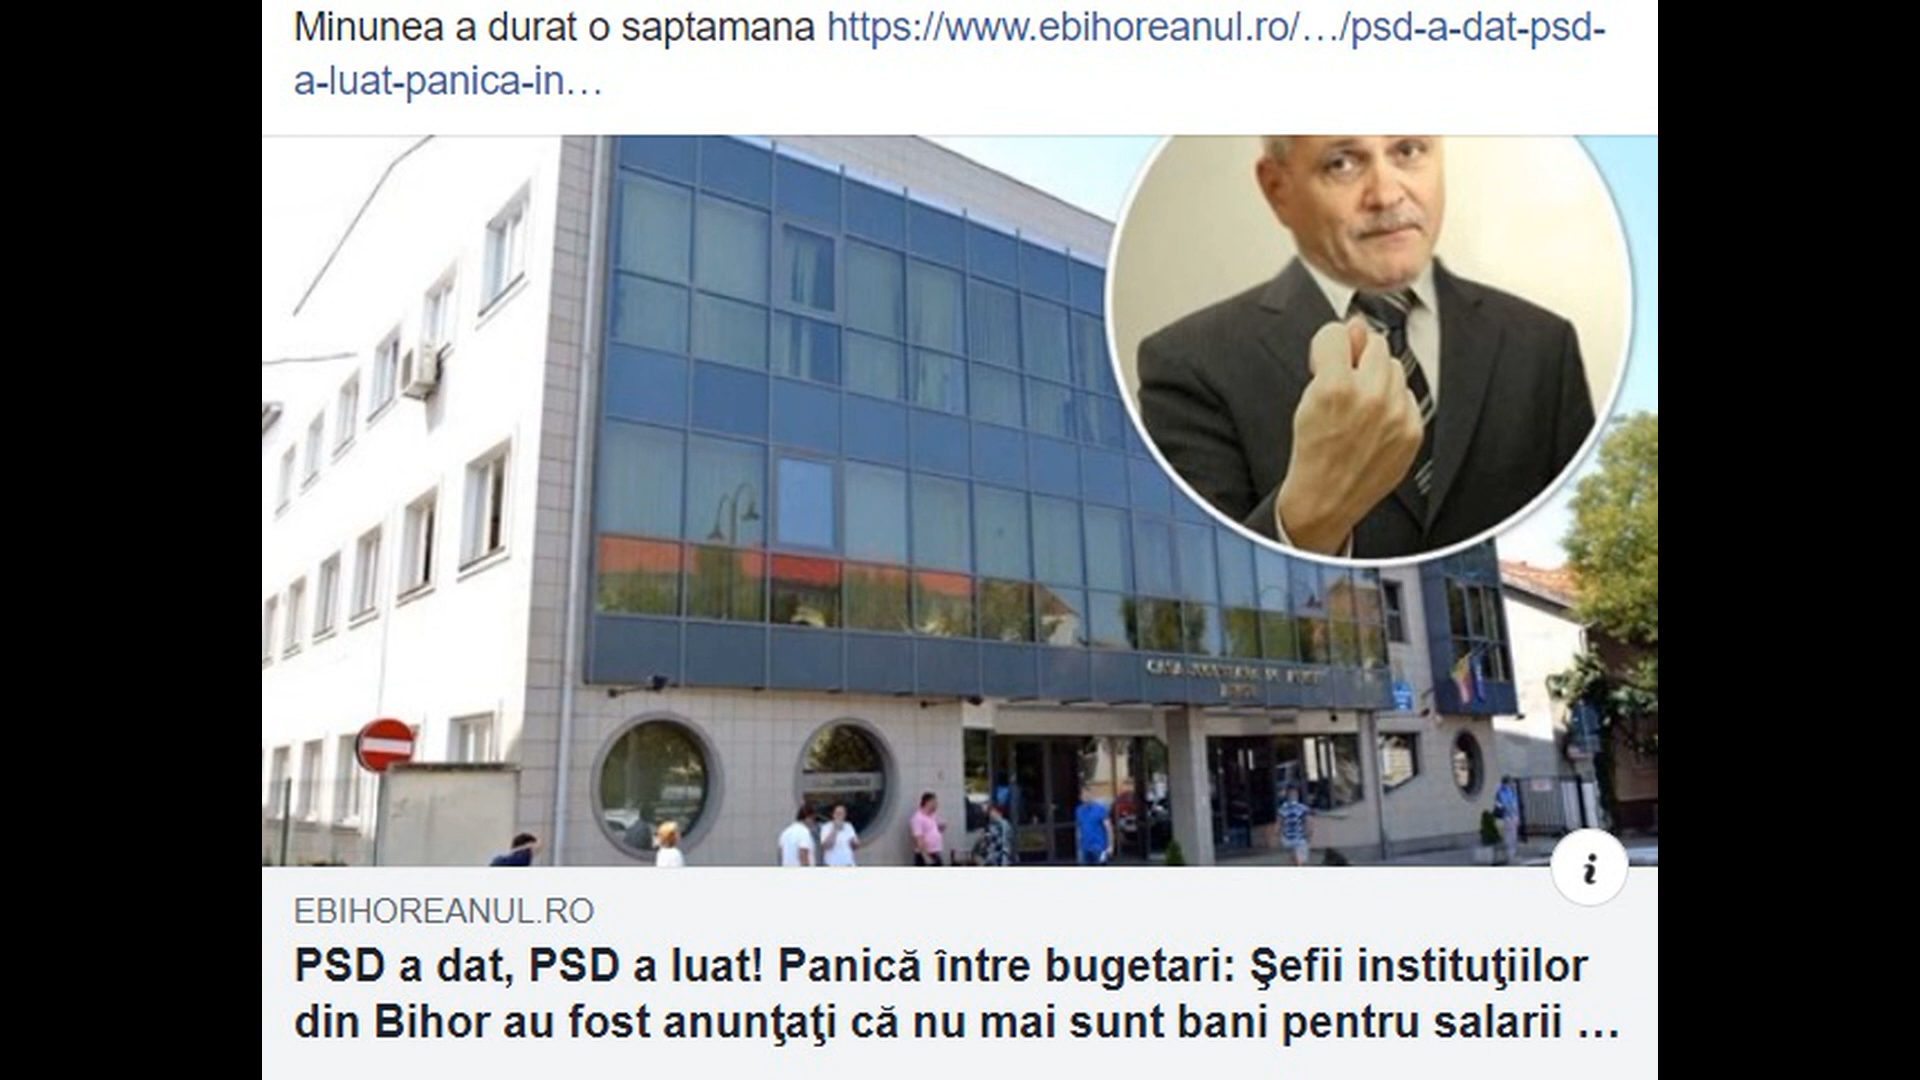 Minunea a durat o saptamana https://www.ebihoreanul.ro/…/psd-a-dat-psd-
a-luat-panica-in…
CASA
i
EBIHOREANUL.RO
PSD a dat, PSD a luat! Panică între bugetari: Şefii instituţiilor
din Bihor au fost anunţaţi că nu mai sunt bani pentru salarii …